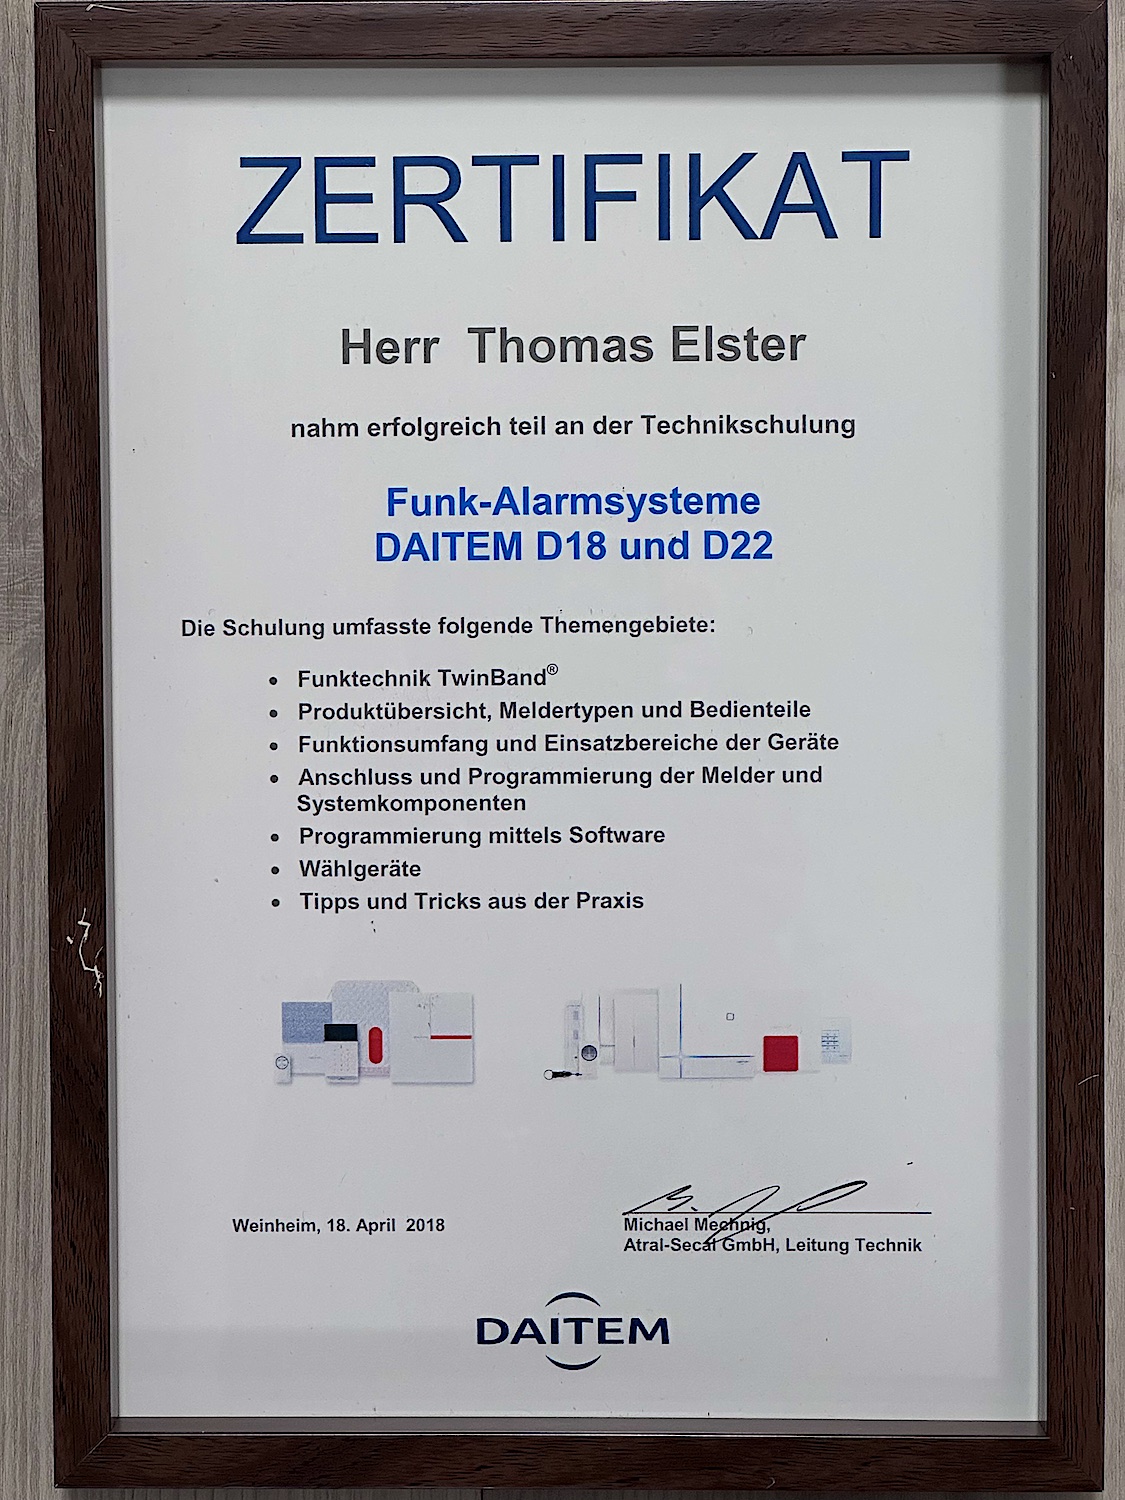 ZERTIFIKAT
Herr Thomas Elster
nahm erfolgreich teil an der Technikschulung
Funk-Alarmsysteme
DAITEM D18 und D22
Die Schulung umfasste folgende Themengebiete:
• Funktechnik TwinBand®
• Produktübersicht, Meldertypen und Bedienteile
• Funktionsumfang und Einsatzbereiche der Geräte
• Anschluss und Programmierung der Melder und
Systemkomponenten
• Programmierung mittels Software
• Wählgeräte
• Tipps und Tricks aus der Praxis
Weinheim, 18. April 2018
Michael Mechnig,
Atral-Secal GmbH, Leitung Technik
DAITEM